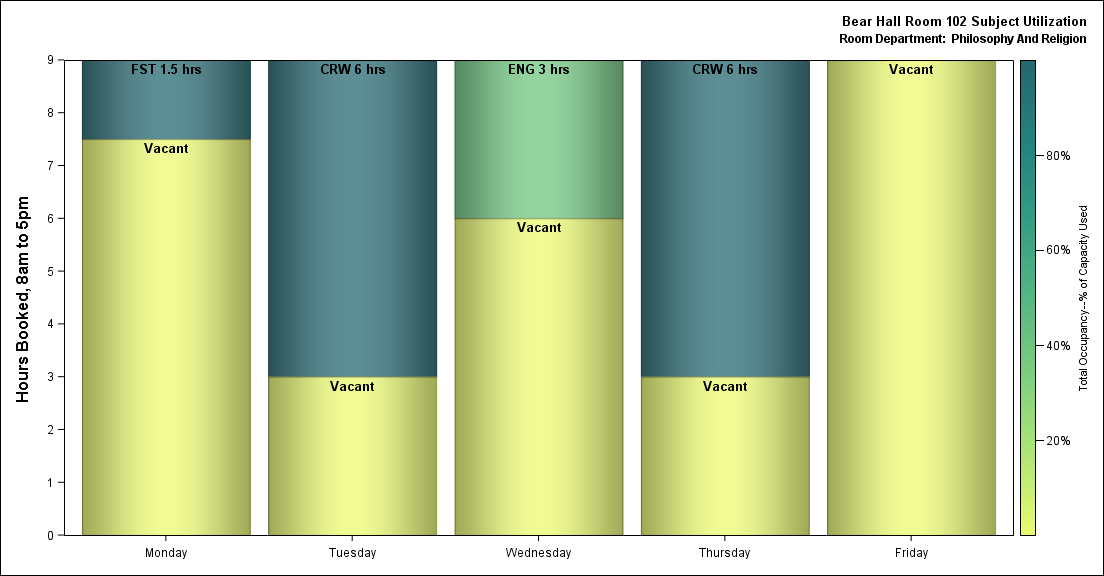 Bear Hall Room 102 Subject Utilization
Room Department: Philosophy And Religion
Hours Booked, 8am to 5pm
9
8
7
6
5
4
3
2
1
0
FST 1.5 hrs
Vacant
CRW 6 hrs
Vacant
ENG 3 hrs
Vacant
CRW 6 hrs
Vacant
Vacant
Monday
Tuesday
Wednesday
Thursday
Friday
80%
60%
40%
20%
Total Occupancy--% of Capacity Used